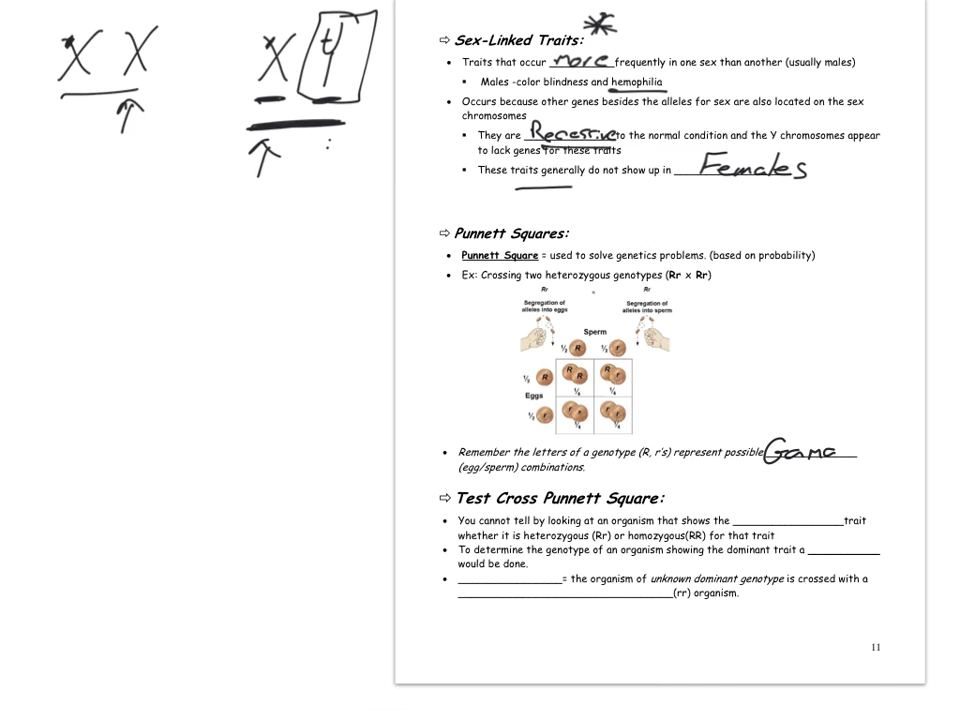 X X X y
⇨ Sex-Linked Traits: *
• Traits that occur more frequently in one sex than another (usually males)
▪ Males -color blindness and hemophilia
• Occurs because other genes besides the alleles for sex are also located on the sex
chromosomes
▪ They are Recessive to the normal condition and the Y chromosomes appear
to lack genes for these traits
▪ These traits generally do not show up in Females
⇨ Punnett Squares:
• Punnett Square = used to solve genetics problems. (based on probability)
• Ex: Crossing two heterozygous genotypes (Rr x Rr)
Rr Rr
Segregation of Segregation of
alleles into eggs alleles into sperm
Sperm
½ R ½ r
½ R R R R r
Eggs ¼ ¼
½ r r r
¼ ¼
• Remember the letters of a genotype (R, r's) represent possible Game
(egg/sperm) combinations.
⇨ Test Cross Punnett Square:
• You cannot tell by looking at an organism that shows the ____________________trait
whether it is heterozygous (Rr) or homozygous(RR) for that trait
• To determine the genotype of an organism showing the dominant trait a _____________
would be done.
• ___________________= the organism of unknown dominant genotype is crossed with a
_______________________________________(rr) organism.
11